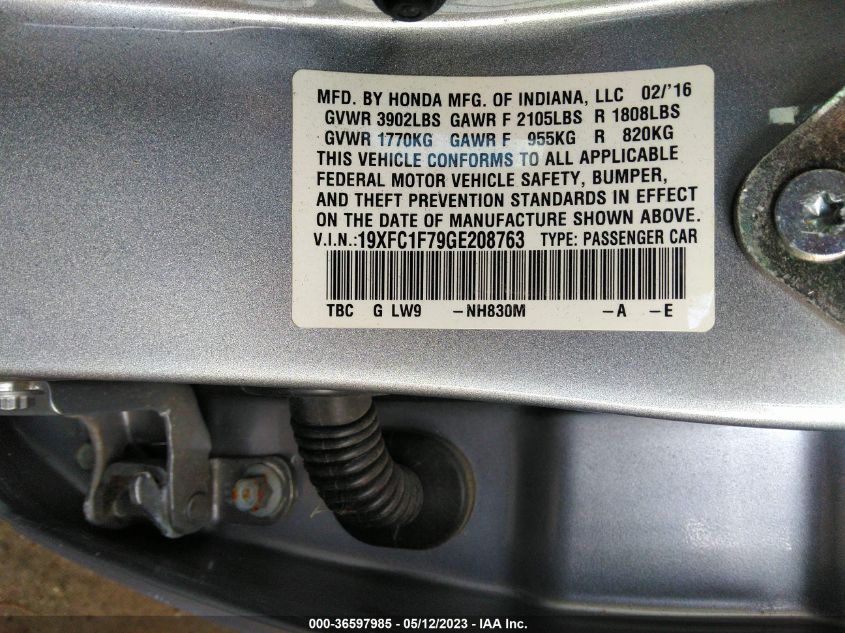 MFD. BY HONDA MFG. OF INDIANA, LLC 02/'16
GVWR 3902LBS GAWR F 2105LBS R 1808LBS
GVWR 1770KG GAWR F 955KG R 820KG
THIS VEHICLE CONFORMS TO ALL APPLICABLE
FEDERAL MOTOR VEHICLE SAFETY, BUMPER,
AND THEFT PREVENTION STANDARDS IN EFFECT
ON THE DATE OF MANUFACTURE SHOWN ABOVE.
V.I.N.:19XFC1F79GE208763 TYPE: PASSENGER CAR
TBC G LW9 -NH830M -A -E
000-36597985 - 05/12/2023 - IAA Inc.